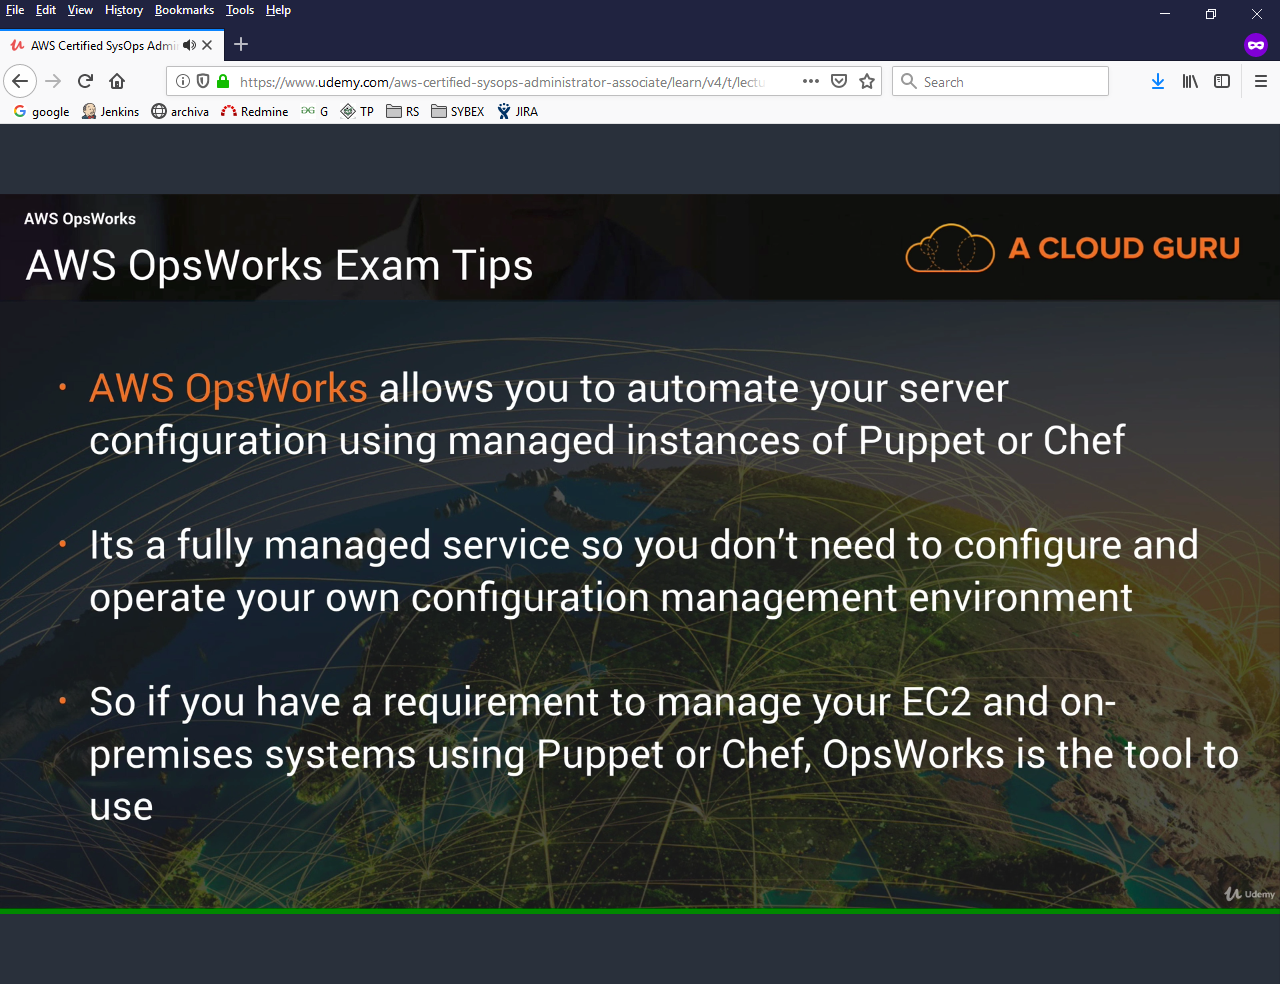 File Edit View History Bookmarks Tools Help
AWS Certified SysOps Admi
https://www.udemy.com/aws-certified-sysops-administrator-associate/learn/v4/t/lectu
Search
google Jenkins archiva Redmine G TP RS SYBEX JIRA
AWS OpsWorks
AWS OpsWorks Exam Tips
A CLOUD GURU
• AWS OpsWorks allows you to automate your server
configuration using managed instances of Puppet or Chef
• Its a fully managed service so you don't need to configure and
operate your own configuration management environment
• So if you have a requirement to manage your EC2 and on-
premises systems using Puppet or Chef, OpsWorks is the tool to
use
Udemy